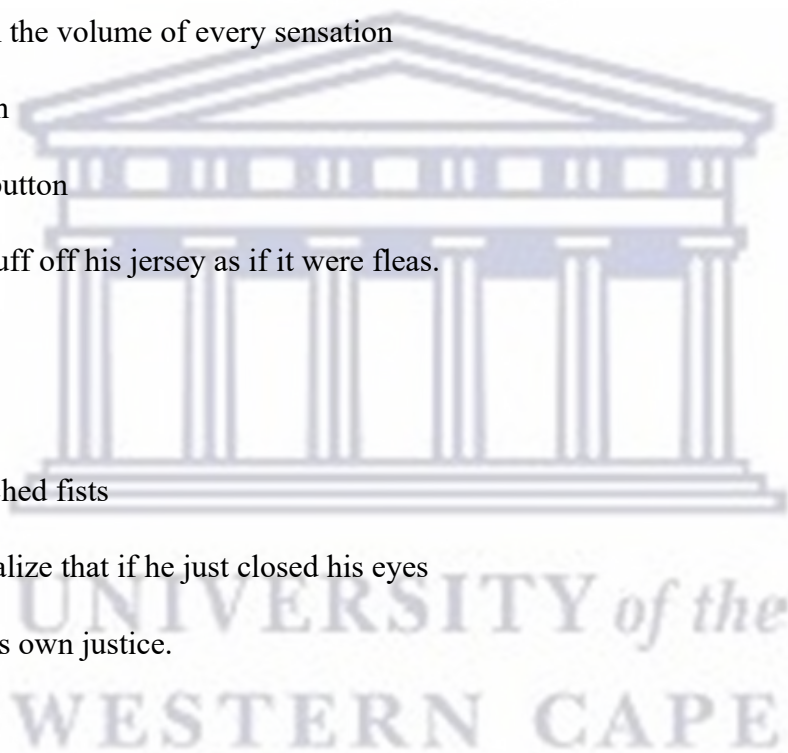 the volume of every sensation
uff off his jersey as if it were fleas.
hed fists
alize that if he just closed his eyes
s own justice.
UNIVERSITY of the
WESTERN CAPE